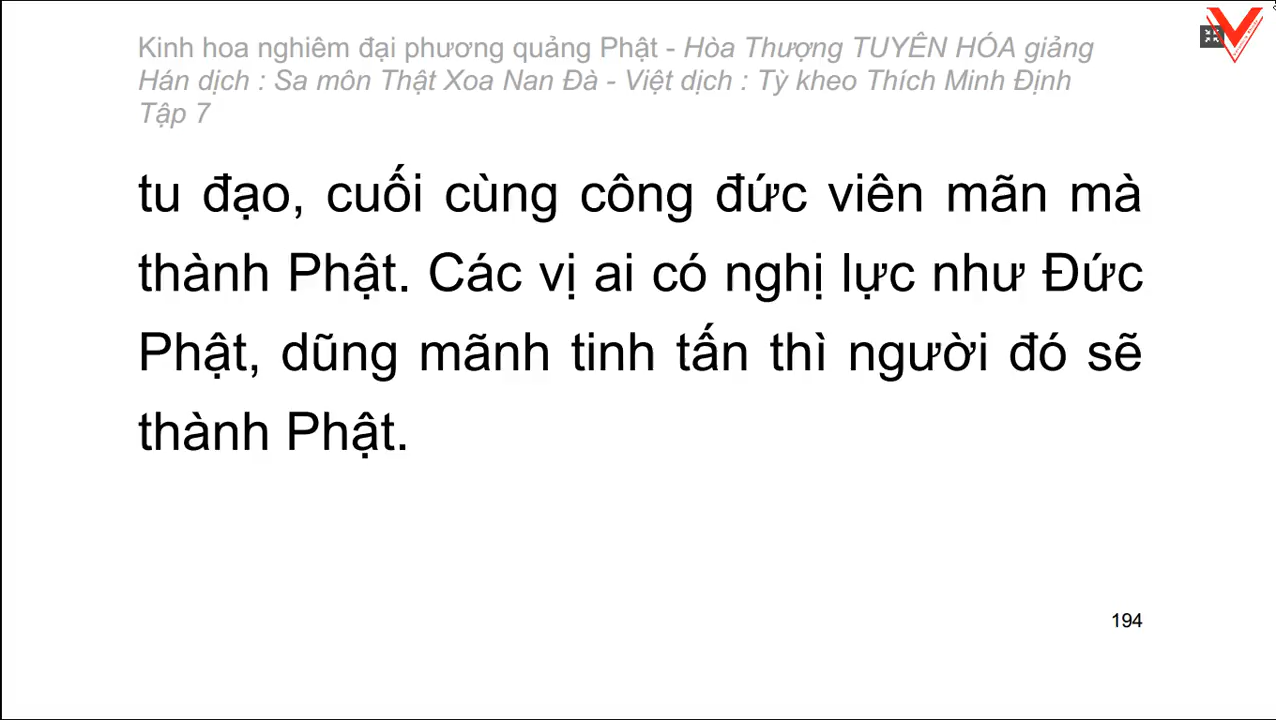 Kinh hoa nghiêm đại phương quảng Phật - Hòa Thượng TUYÊN HÓA giảng
Hán dịch : Sa môn Thật Xoa Nan Đà - Việt dịch : Tỳ kheo Thích Minh Định
Tập 7
tu đạo, cuối cùng công đức viên mãn mà
thành Phật. Các vị ai có nghị lực như Đức
Phật, dũng mãnh tinh tấn thì người đó sẽ
thành Phật.
194